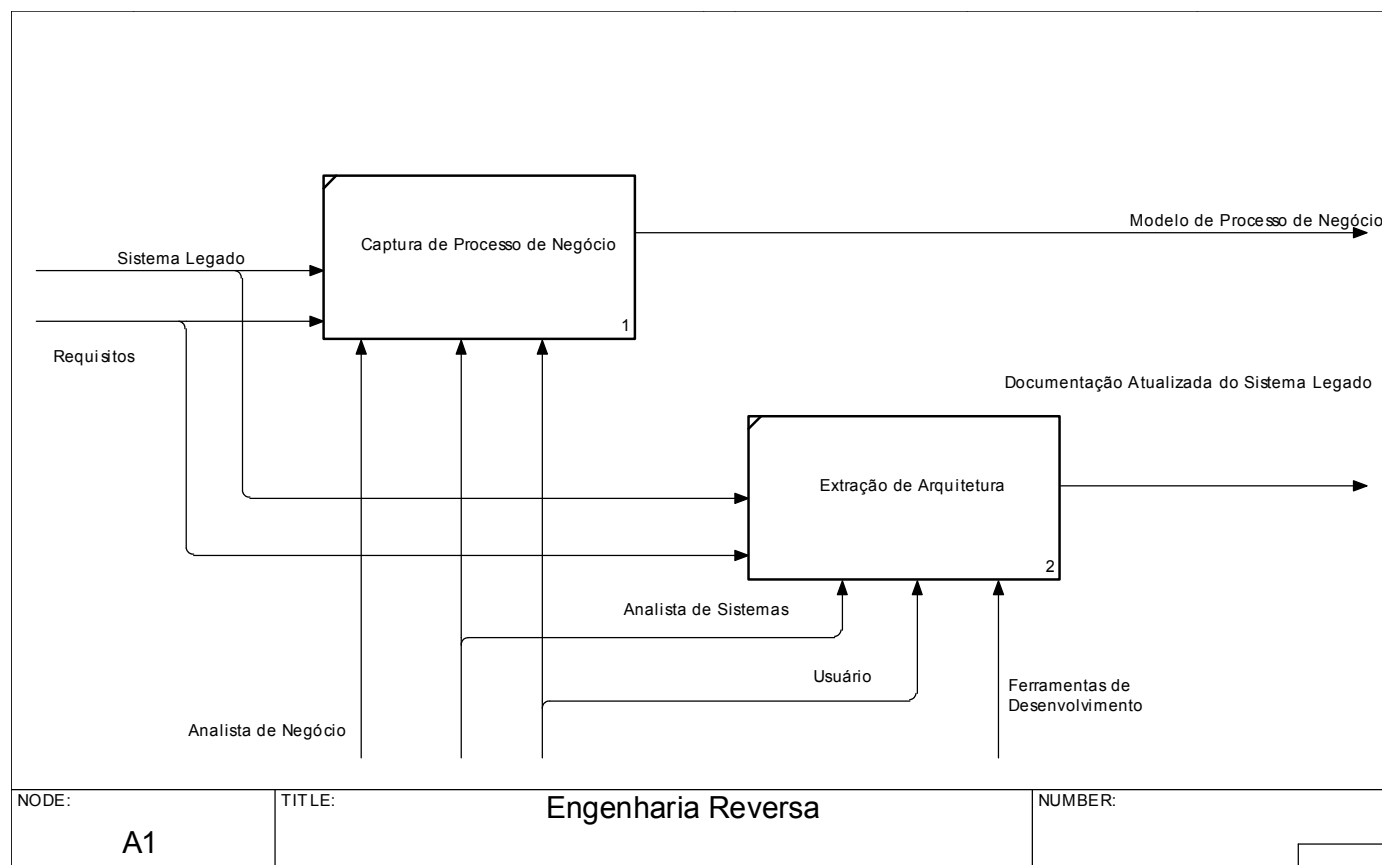 Modelo de Processo de Negócio
Captura de Processo de Negócio
Sistema Legado
1
Requisitos
Documentação Atualizada do Sistema Legado
Extração de Arquitetura
2
Analista de Sistemas
Usuário
Ferramentas de
Desenvolvimento
Analista de Negócio
NODE:
A1
TITLE:
Engenharia Reversa
NUMBER: